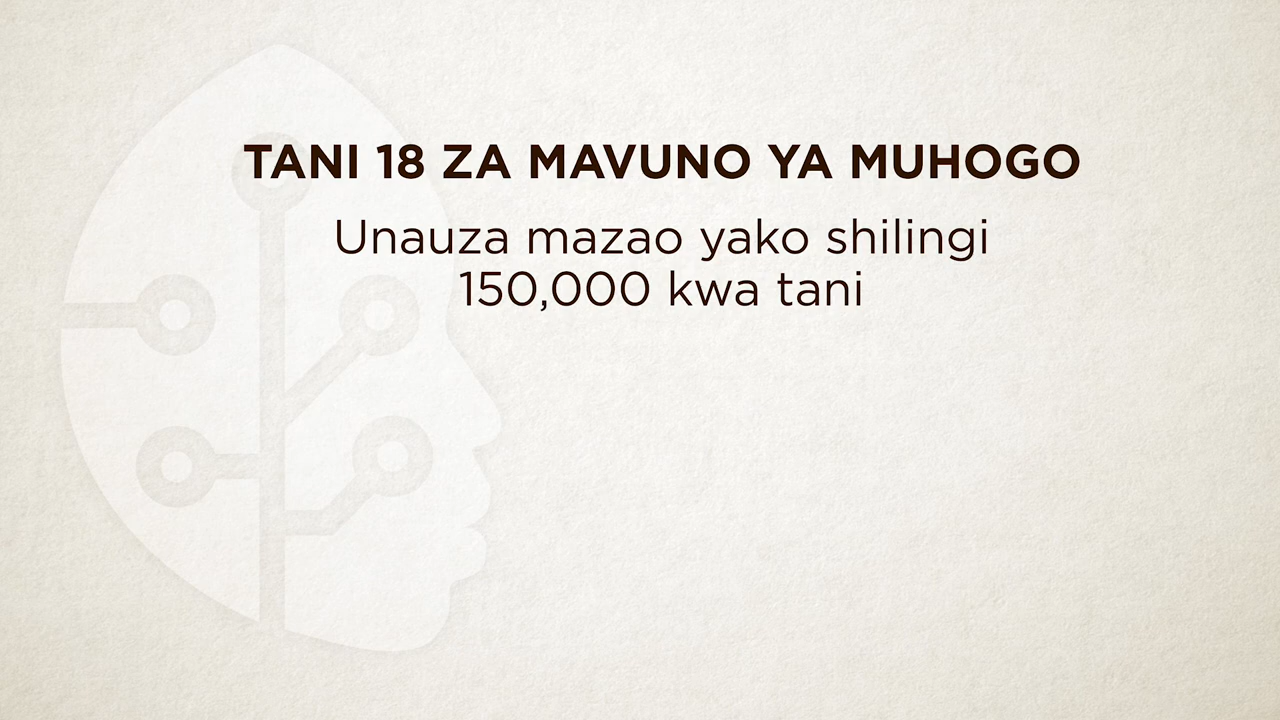 TANI 18 ZA MAVUNO YA MUHOGO
Unauza mazao yako shilingi
150,000 kwa tani